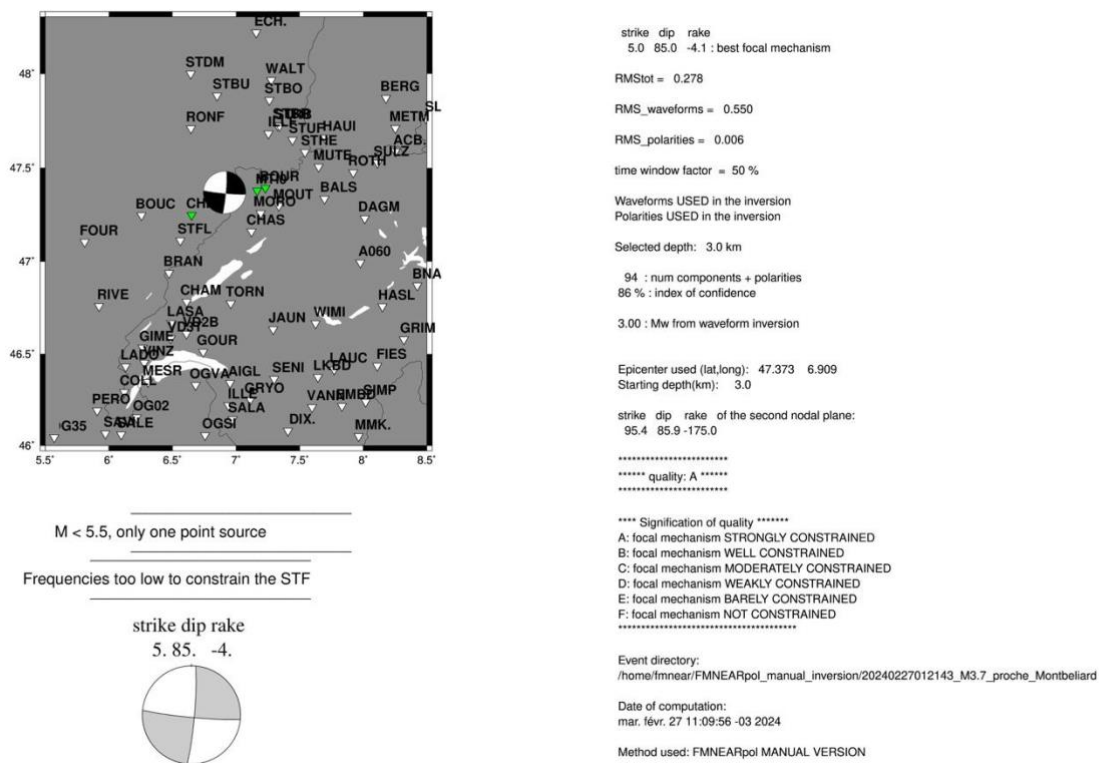 ECH.
STDM
WALT
48˚
STBU
STBO
BERG
SL
RONF
ILLF
METM
STUF
HAUI
ACB.
STHE
SULZ
MUTE
ROTH
47.5˚
BOUR
MOUT
BALS
BOUC
MORO
DAGM
STFL
CHAS
FOUR
A060
47˚
BRAN
BNA
CHAM
TORN
HASL
RIVE
LASA
WIMI
VD2B
JAUN
GRIM
GIME
46.5˚
VINZ
GOUR
LAUC
LADO
MESR
FIES
COLL
OGVA
AIGL
SENI
LKBD
GRYO
PERO
ILLE
OG02
VANN
EMBD
SIMP
SALA
G35
SALE
OGSI
DIX.
MMK.
46˚
5.5˚ 6˚ 6.5˚ 7˚ 7.5˚ 8˚ 8.5˚
M < 5.5, only one point source
Frequencies too low to constrain the STF
strike dip rake
5. 85. -4.
strike dip rake
5.0 85.0 -4.1 : best focal mechanism
RMStot = 0.278
RMS_waveforms = 0.550
RMS_polarities = 0.006
time window factor = 50 %
Waveforms USED in the inversion
Polarities USED in the inversion
Selected depth: 3.0 km
94 : num components + polarities
86 % : index of confidence
3.00 : Mw from waveform inversion
Epicenter used (lat,long): 47.373 6.909
Starting depth(km): 3.0
strike dip rake of the second nodal plane:
95.4 85.9 -175.0
************************
****** quality: A ******
************************
**** Signification of quality *******
A: focal mechanism STRONGLY CONSTRAINED
B: focal mechanism WELL CONSTRAINED
C: focal mechanism MODERATELY CONSTRAINED
D: focal mechanism WEAKLY CONSTRAINED
E: focal mechanism BARELY CONSTRAINED
F: focal mechanism NOT CONSTRAINED
***************************************
Event directory:
/home/fmnear/FMNEARpol_manual_inversion/20240227012143_M3.7_proche_Montbeliard
Date of computation:
mar. févr. 27 11:09:56 -03 2024
Method used: FMNEARpol MANUAL VERSION